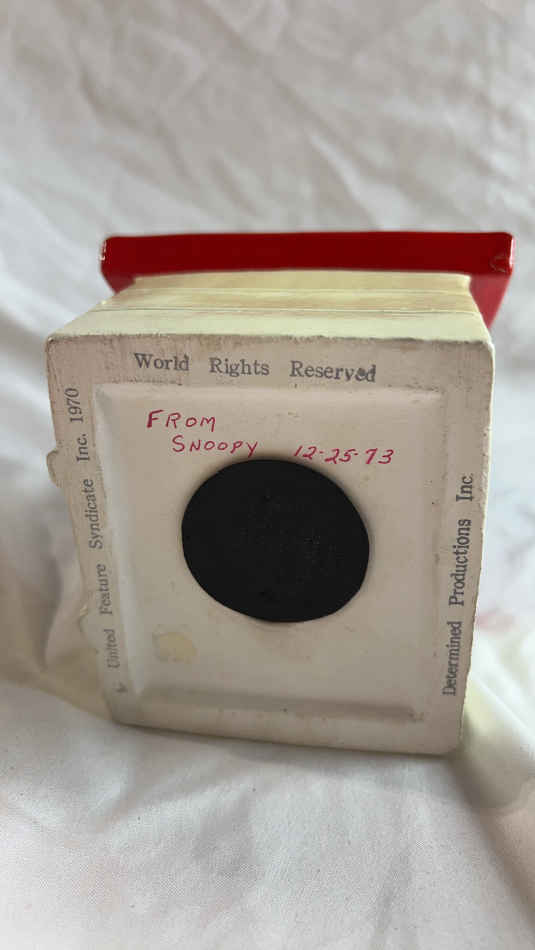 World Rights Reserved
FROM
SNOOPY 12-25-73
United Feature Syndicate Inc. 1970
Determined Productions Inc.